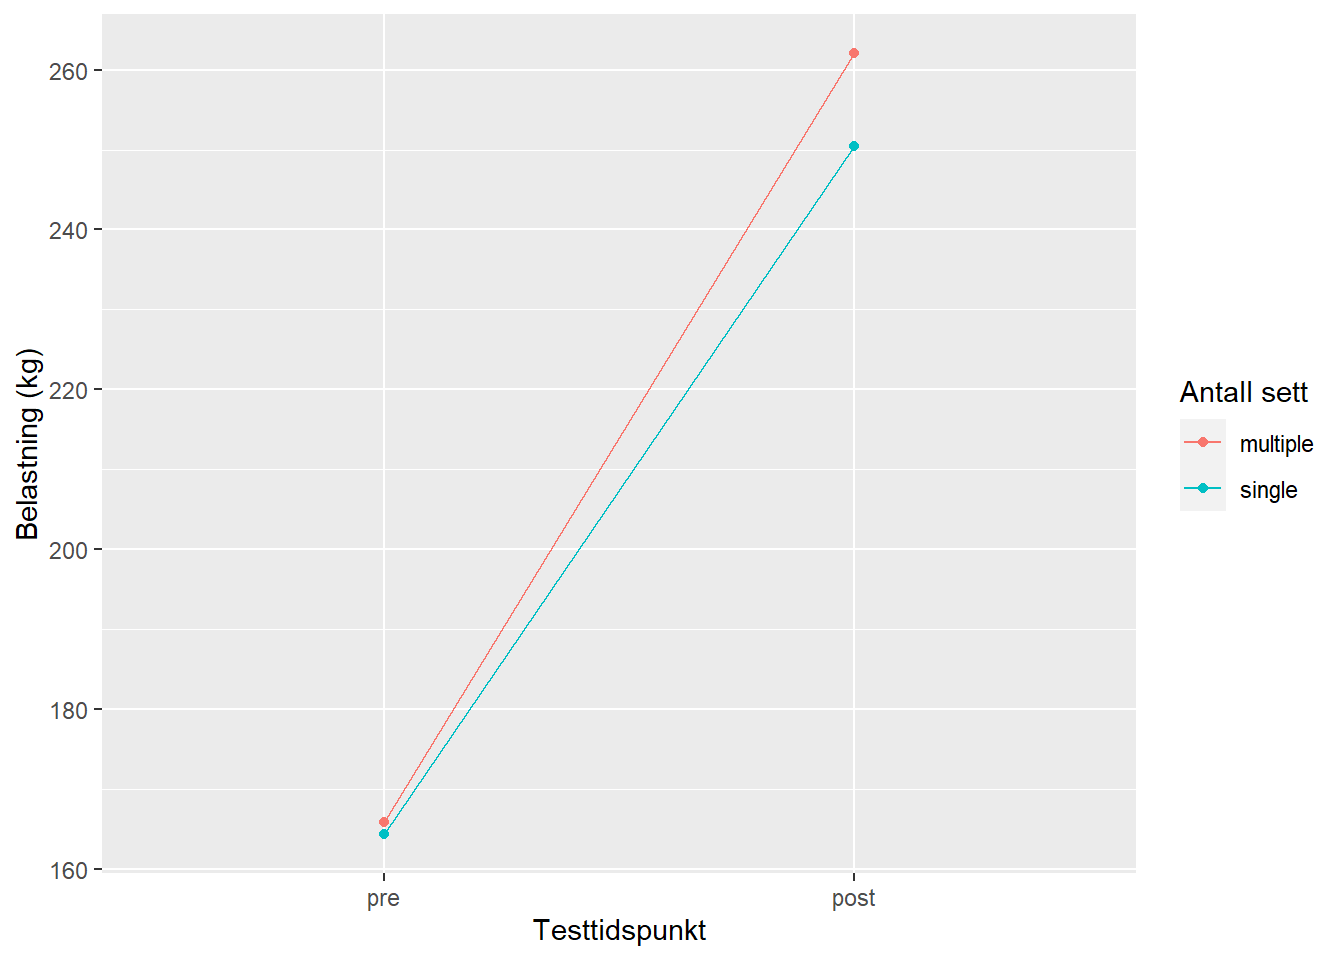 260
240
220
200
180
160
Belastning (kg)
pre
post
Testtidspunkt
Antall sett
multiple
single